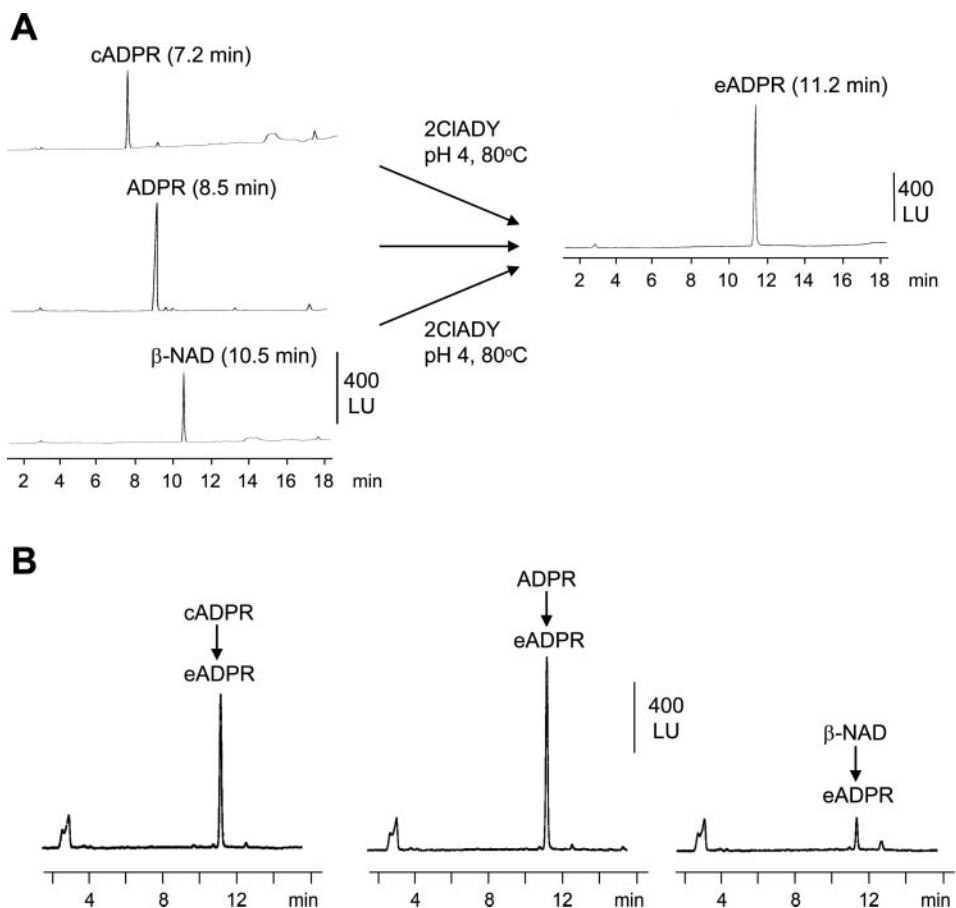 A
cADPR (7.2 min)
ADPR (8.5 min)
β-NAD (10.5 min)
400
LU
2 4 6 8 10 12 14 16 18 min
2ClADY
pH 4, 80ºC
2ClADY
pH 4, 80ºC
eADPR (11.2 min)
400
LU
2 4 6 8 10 12 14 16 18 min
B
cADPR
eADPR
4 12 min
ADPR
eADPR
400
LU
4 12 min
β-NAD
eADPR
4 12 min